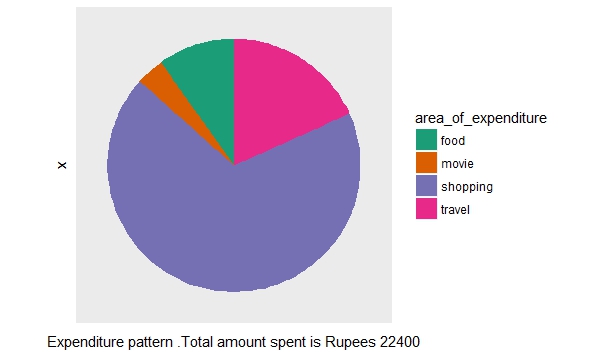 area_of_expenditure
food
movie
shopping
travel
x
Expenditure pattern .Total amount spent is Rupees 22400